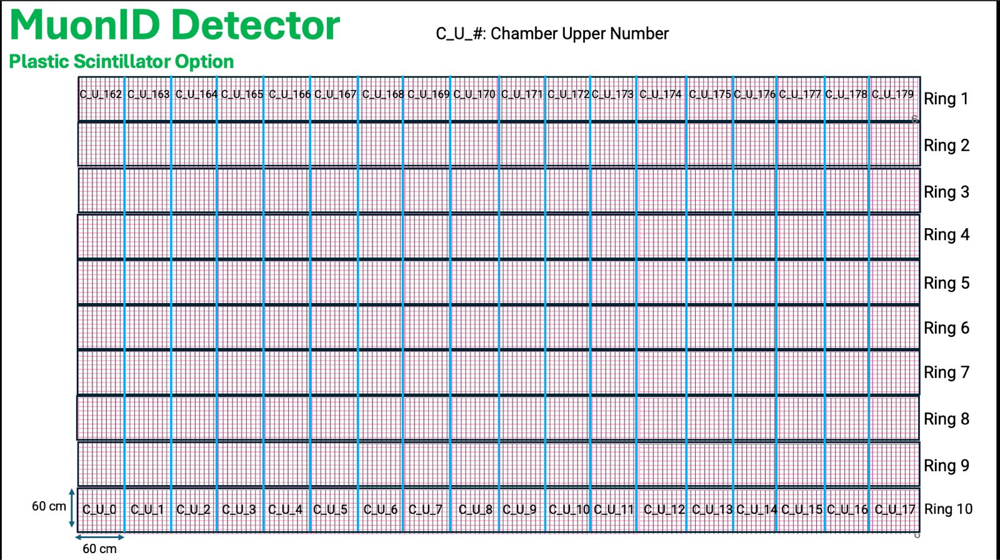 MuonID Detector
C_U_#: Chamber Upper Number
Plastic Scintillator Option
C_U_162 C_U_163 C_U_164 C_U_165 C_U_166 C_U_167 C_U_168 C_U_169 C_U_170 C_U_171 C_U_172 C_U_173 C_U_174 C_U_175 C_U_176 C_U_177 C_U_178 C_U_179 Ring 1
6
Ring 2
Ring 3
Ring 4
Ring 5
Ring 6
Ring 7
Ring 8
Ring 9
60 cm C_U_0 C_U_1 C_U_2 C_U_3 C_U_4 C_U_5 C_U_6 C_U_7 C_U_8 C_U_9 C_U_10 C_U_11 C_U_12 C_U_13 C_U_14 C_U_15 C_U_16 C_U_17 Ring 10
60 cm